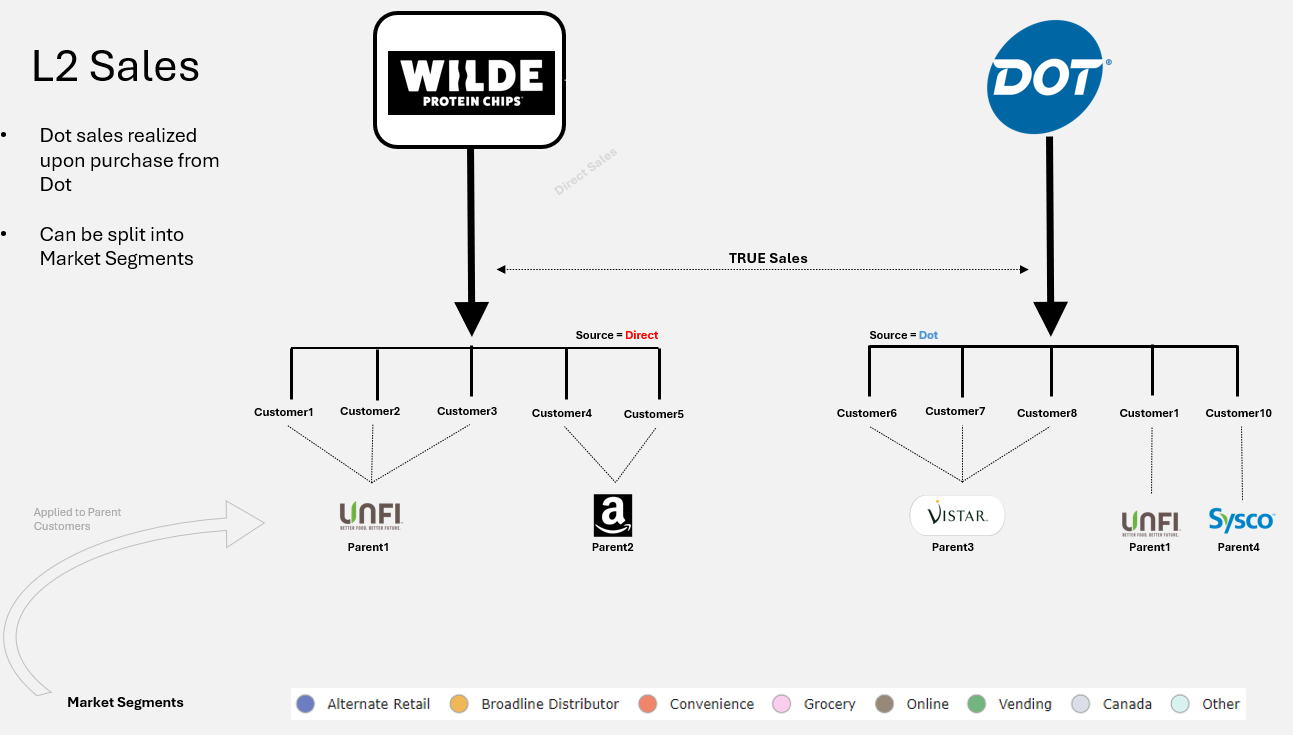 L2 Sales
• Dot sales realized
upon purchase from
Dot
• Can be split into
Market Segments
WILDE
PROTEIN CHIPS
DOT®
Direct Sales
TRUE Sales
Source = Direct
Source = Dot
Customer1
Customer2
Customer3
Customer4
Customer5
Customer6
Customer7
Customer8
Customer1
Customer10
Applied to Parent
Customers
UNFI
BETTER FOOD. BETTER FUTURE.
Parent1
a
Parent2
VISTAR
Parent3
UNFI
BETTER FOOD. BETTER FUTURE.
Parent1
Sysco
Parent4
Market Segments
Alternate Retail
Broadline Distributor
Convenience
Grocery
Online
Vending
Canada
Other